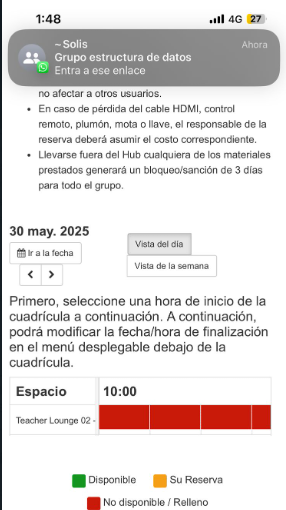 1:48
4G 27
~Solis
Ahora
Grupo estructura de datos
Entra a ese enlace
no afectar a otros usuarios.
• En caso de pérdida del cable HDMI, control
remoto, plumón, mota o llave, el responsable de la
reserva deberá asumir el costo correspondiente.
• Llevarse fuera del Hub cualquiera de los materiales
prestados generará un bloqueo/sanción de 3 días
para todo el grupo.
30 may. 2025
Ir a la fecha
Vista del día
Vista de la semana
Primero, seleccione una hora de inicio de la
cuadrícula a continuación. A continuación,
podrá modificar la fecha/hora de finalización
en el menú desplegable debajo de la
cuadrícula.
Espacio
10:00
Teacher Lounge 02 -
Disponible
Su Reserva
No disponible / Relleno